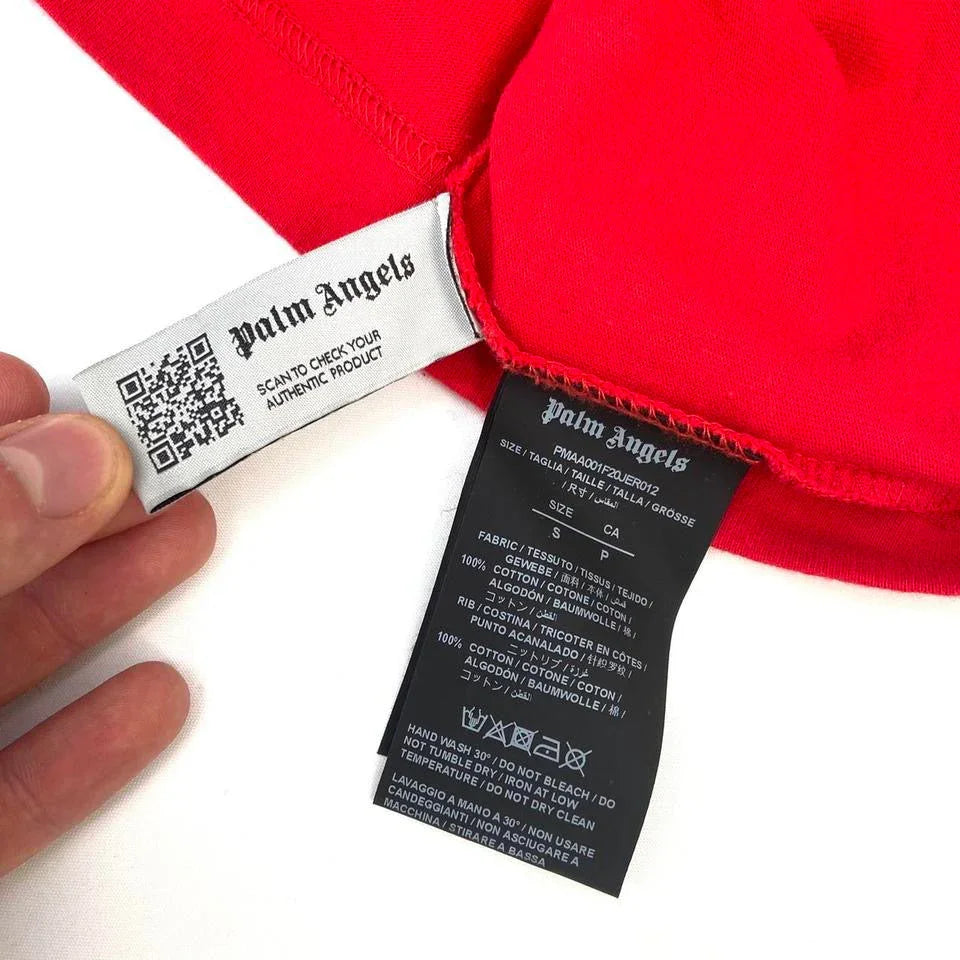 Palm Angels
SCAN TO CHECK YOUR
AUTHENTIC PRODUCT
Palm Angels
PMAA001F20JER012
SIZE / TAGLIA / TAILLE / TALLA / GRÖSSE
/ 尺寸 / المقاس
SIZE CA
S P
FABRIC / TESSUTO / TISSUS / TEJIDO /
GEWEBE / 面料 / 本体 / قماش
100% COTTON / COTONE / COTON /
ALGODÓN / BAUMWOLLE / 棉 /
コットン / القطن
RIB / COSTINA / TRICOTER EN CÔTES /
PUNTO ACANALADO / 针织罗纹 /
ニットリブ /
100% COTTON / COTONE / COTON /
ALGODÓN / BAUMWOLLE / 棉 /
コットン / القطن
HAND WASH 30° / DO NOT BLEACH / DO
NOT TUMBLE DRY / IRON AT LOW
TEMPERATURE / DO NOT DRY CLEAN
LAVAGGIO A MANO A 30° / NON USARE
CANDEGGIANTI / NON ASCIUGARE A
MACCHINA / STIRARE A BASSA